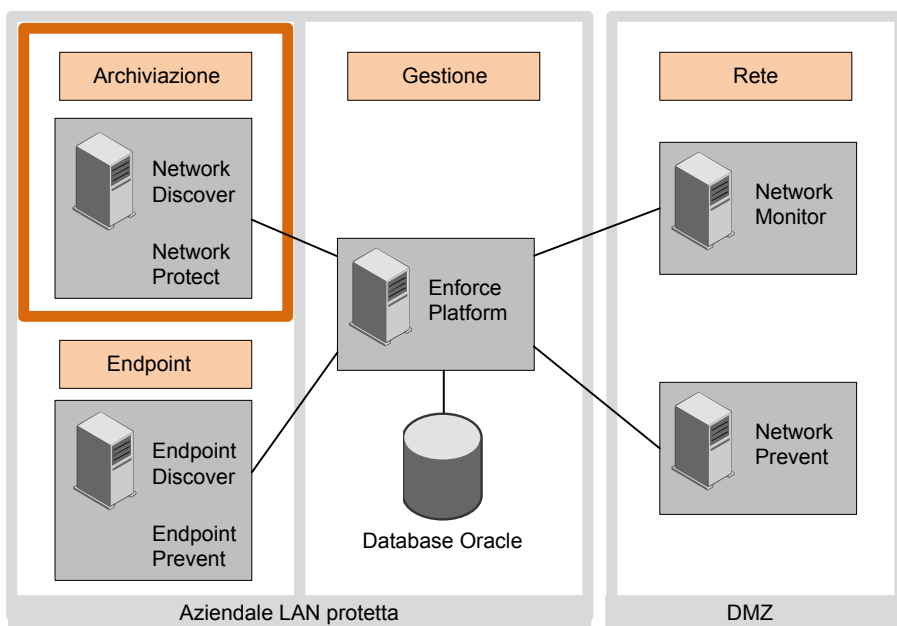 Archiviazione
Gestione
Rete
Network
Discover
Network
Protect
Network
Monitor
Enforce
Platform
Endpoint
Endpoint
Discover
Endpoint
Prevent
Network
Prevent
Database Oracle
Aziendale LAN protetta
DMZ